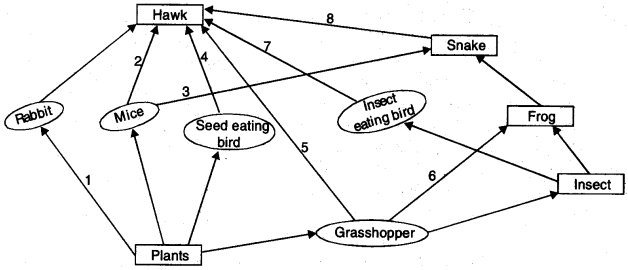 Hawk
8
Snake
2
4
7
3
Rabbit
Mice
Seed eating
bird
Insect
eating bird
Frog
1
5
6
Insect
Grasshopper
Plants